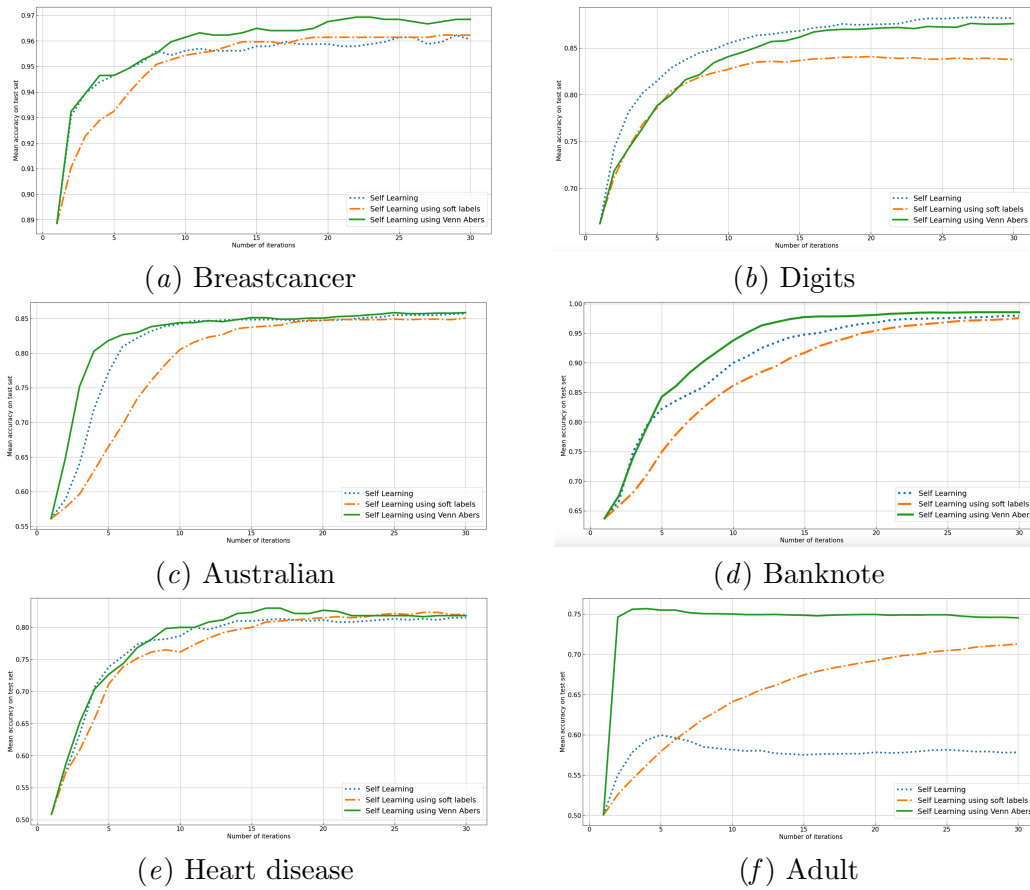 Mean accuracy on test set
0.97
0.96
0.95
0.94
0.93
0.92
0.91
0.90
0.89
0 5 10 15 20 25 30
Number of iterations
Self Learning
Self Learning using soft labels
Self Learning using Venn Abers
(a) Breastcancer
Mean accuracy on test set
0.85
0.80
0.75
0.70
0 5 10 15 20 25 30
Number of iterations
Self Learning
Self Learning using soft labels
Self Learning using Venn Abers
(b) Digits
Mean accuracy on test set
0.85
0.80
0.75
0.70
0.65
0.60
0.55
0 5 10 15 20 25 30
Number of iterations
Self Learning
Self Learning using soft labels
Self Learning using Venn Abers
(c) Australian
Mean accuracy on test set
1.00
0.95
0.90
0.85
0.80
0.75
0.70
0.65
0 5 10 15 20 25 30
Number of iterations
Self Learning
Self Learning using soft labels
Self Learning using Venn Abers
(d) Banknote
Mean accuracy on test set
0.80
0.75
0.70
0.65
0.60
0.55
0.50
0 5 10 15 20 25 30
Number of iterations
Self Learning
Self Learning using soft labels
Self Learning using Venn Abers
(e) Heart disease
Mean accuracy on test set
0.75
0.70
0.65
0.60
0.55
0.50
0 5 10 15 20 25 30
Number of iterations
Self Learning
Self Learning using soft labels
Self Learning using Venn Abers
(f) Adult